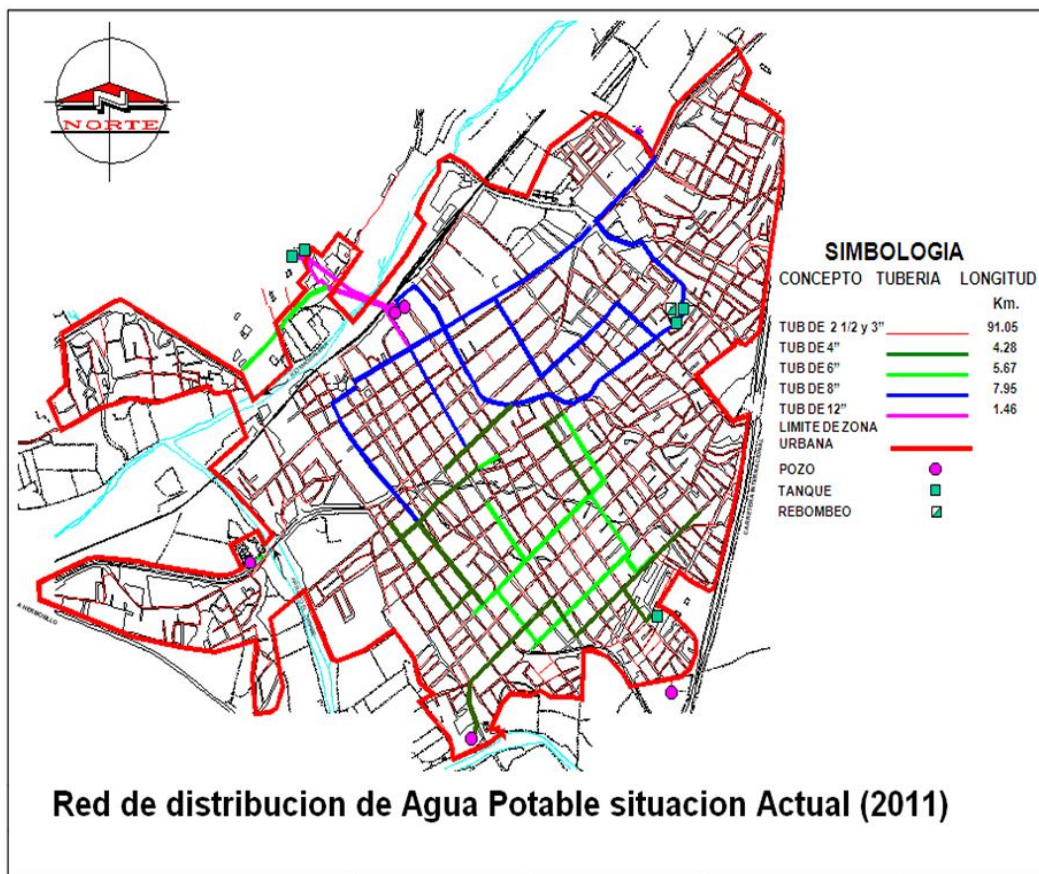 N
NORTE
SIMBOLOGIA
CONCEPTO TUBERIA LONGITUD
Km.
TUB DE 2 1/2 y 3” 91.05
TUB DE 4” 4.28
TUB DE 6” 5.67
TUB DE 8” 7.95
TUB DE 12” 1.46
LIMITE DE ZONA
URBANA
POZO
TANQUE
REBOMBEO
A HERMOSILLO
Red de distribucion de Agua Potable situacion Actual (2011)